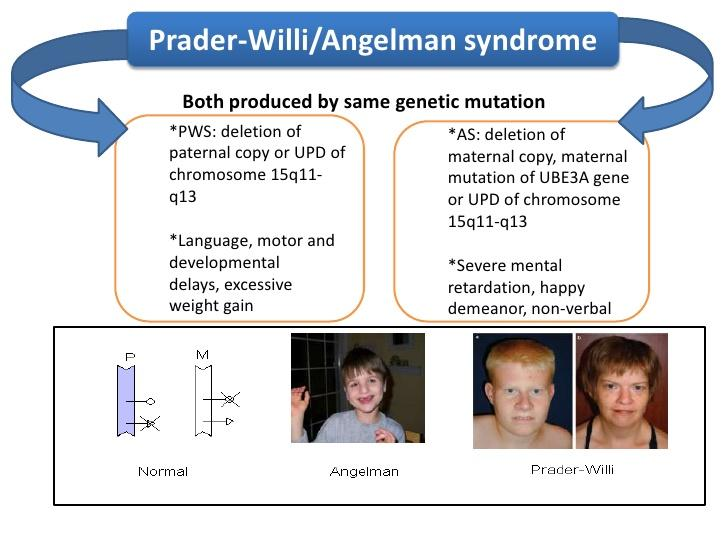 Prader-Willi/Angelman syndrome
Both produced by same genetic mutation
*PWS: deletion of
paternal copy or UPD of
chromosome 15q11-
q13
*Language, motor and
developmental
delays, excessive
weight gain
*AS: deletion of
maternal copy, maternal
mutation of UBE3A gene
or UPD of chromosome
15q11-q13
*Severe mental
retardation, happy
demeanor, non-verbal
P
M
a
b
Normal
Angelman
Prader-Willi